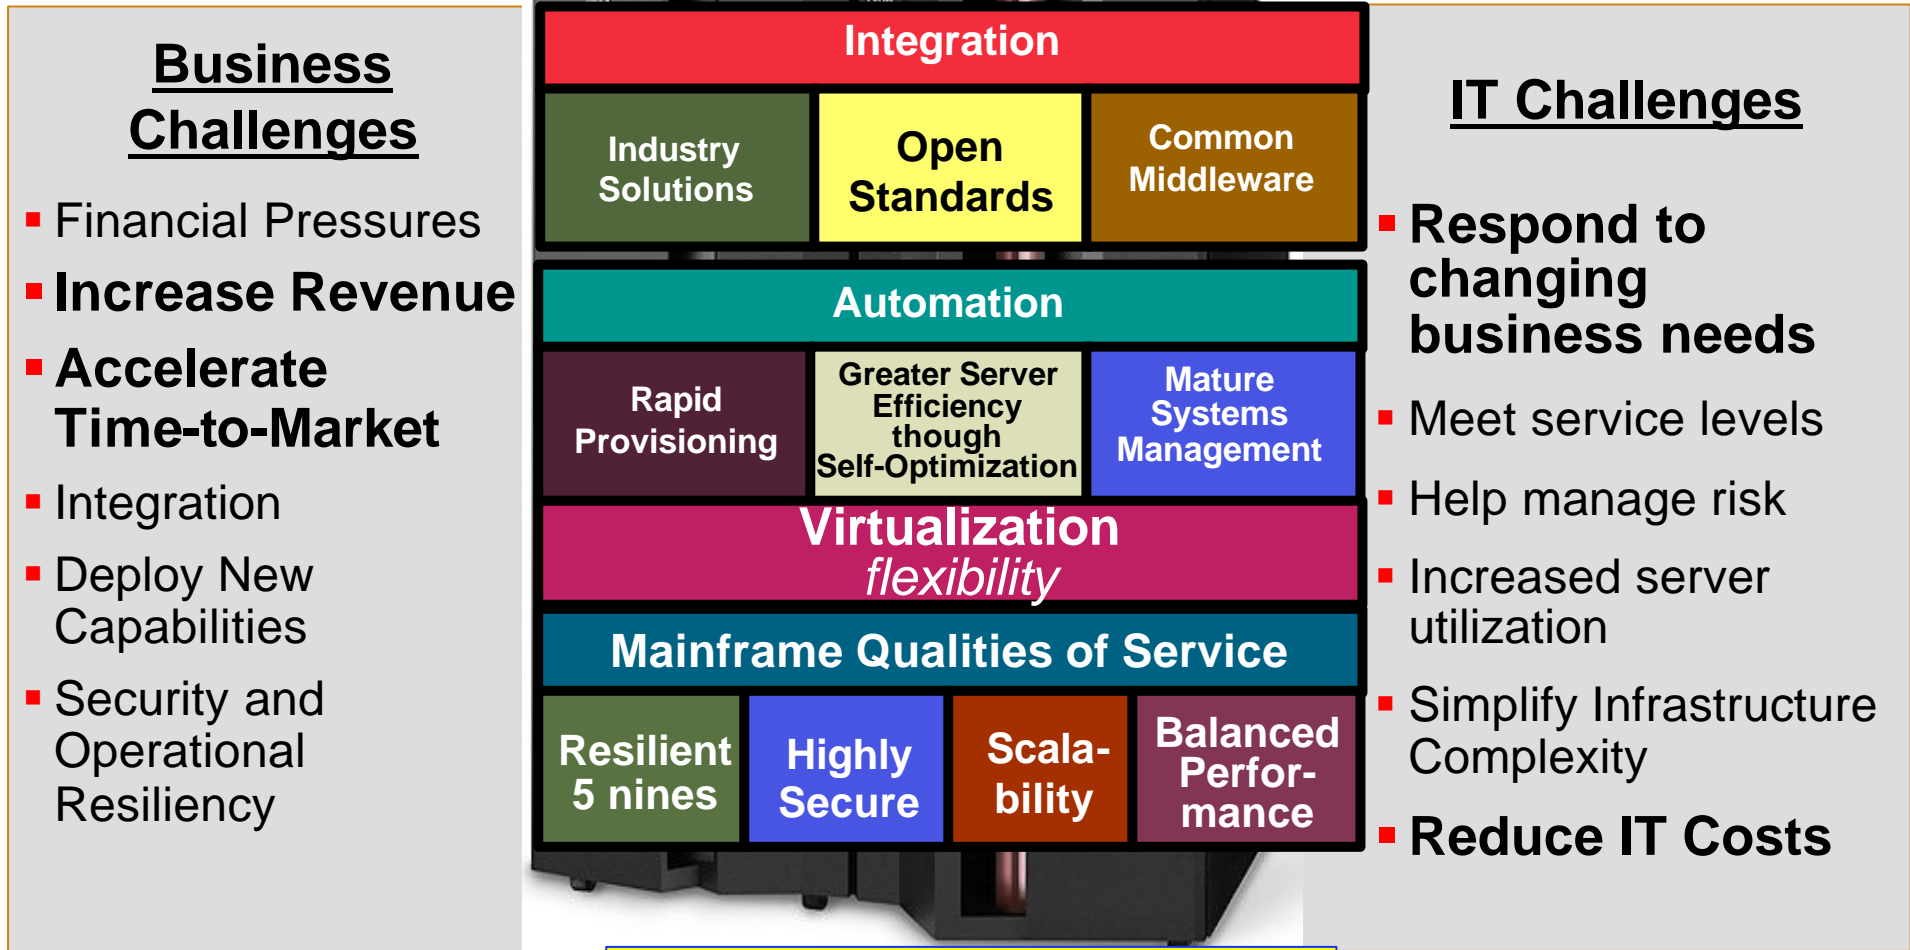 Business
Challenges
Financial Pressures
Increase Revenue
Accelerate
Time-to-Market
Integration
Deploy New
Capabilities
Security and
Operational
Resiliency
Integration
Industry
Solutions
Open
Standards
Common
Middleware
Automation
Rapid
Provisioning
Greater Server
Efficiency
though
Self-Optimization
Mature
Systems
Management
Virtualization
flexibility
Mainframe Qualities of Service
Resilient
5 nines
Highly
Secure
Scala-
bility
Balanced
Perfor-
mance
IT Challenges
Respond to
changing
business needs
Meet service levels
Help manage risk
Increased server
utilization
Simplify Infrastructure
Complexity
Reduce IT Costs